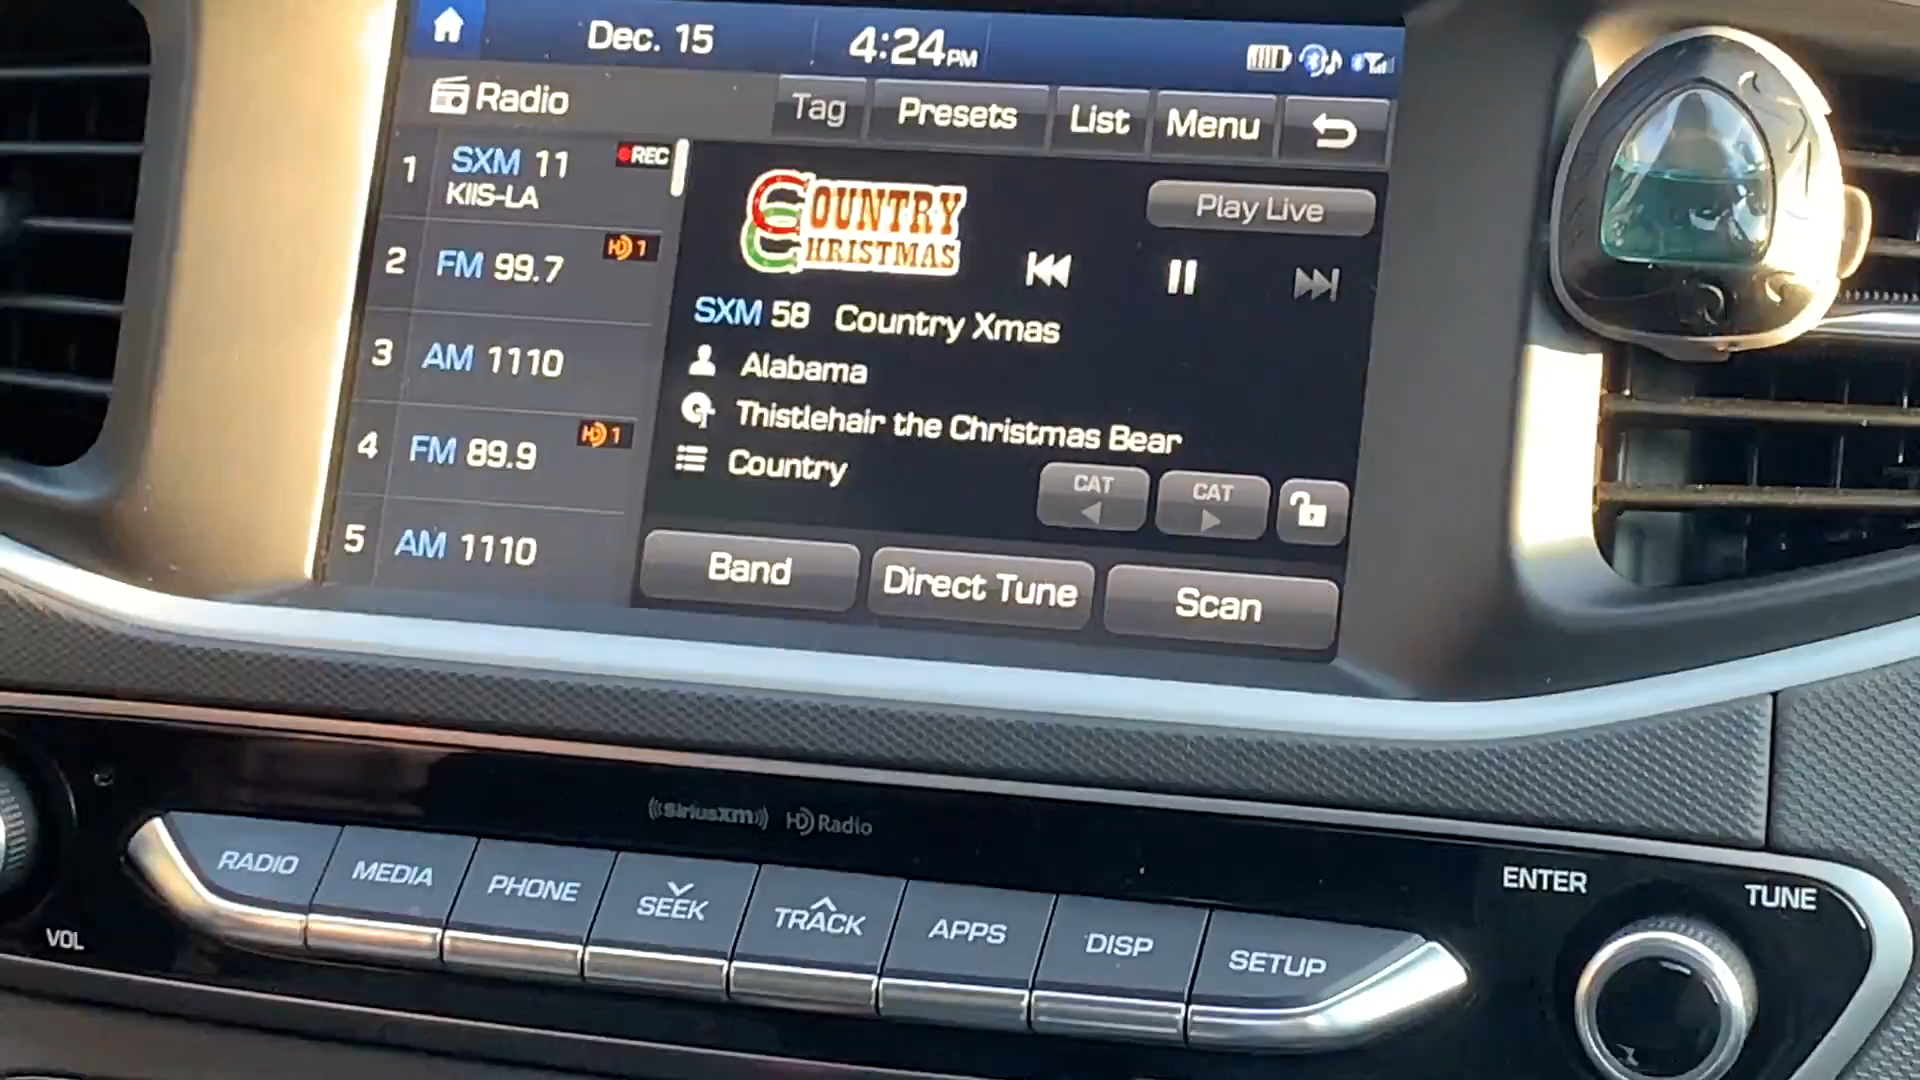 Dec. 15
4:24 PM
Radio
Tag
Presets
List
Menu
1
SXM 11
REC
KIIS-LA
2
FM 99.7
HD 1
3
AM 1110
4
FM 89.9
HD 1
5
AM 1110
COUNTRY
CHRISTMAS
Play Live
SXM 58 Country Xmas
Alabama
Thistlehair the Christmas Bear
Country
CAT
CAT
Band
Direct Tune
Scan
((siriusxm)) HD Radio
VOL
RADIO
MEDIA
PHONE
SEEK
TRACK
APPS
DISP
SETUP
ENTER
TUNE